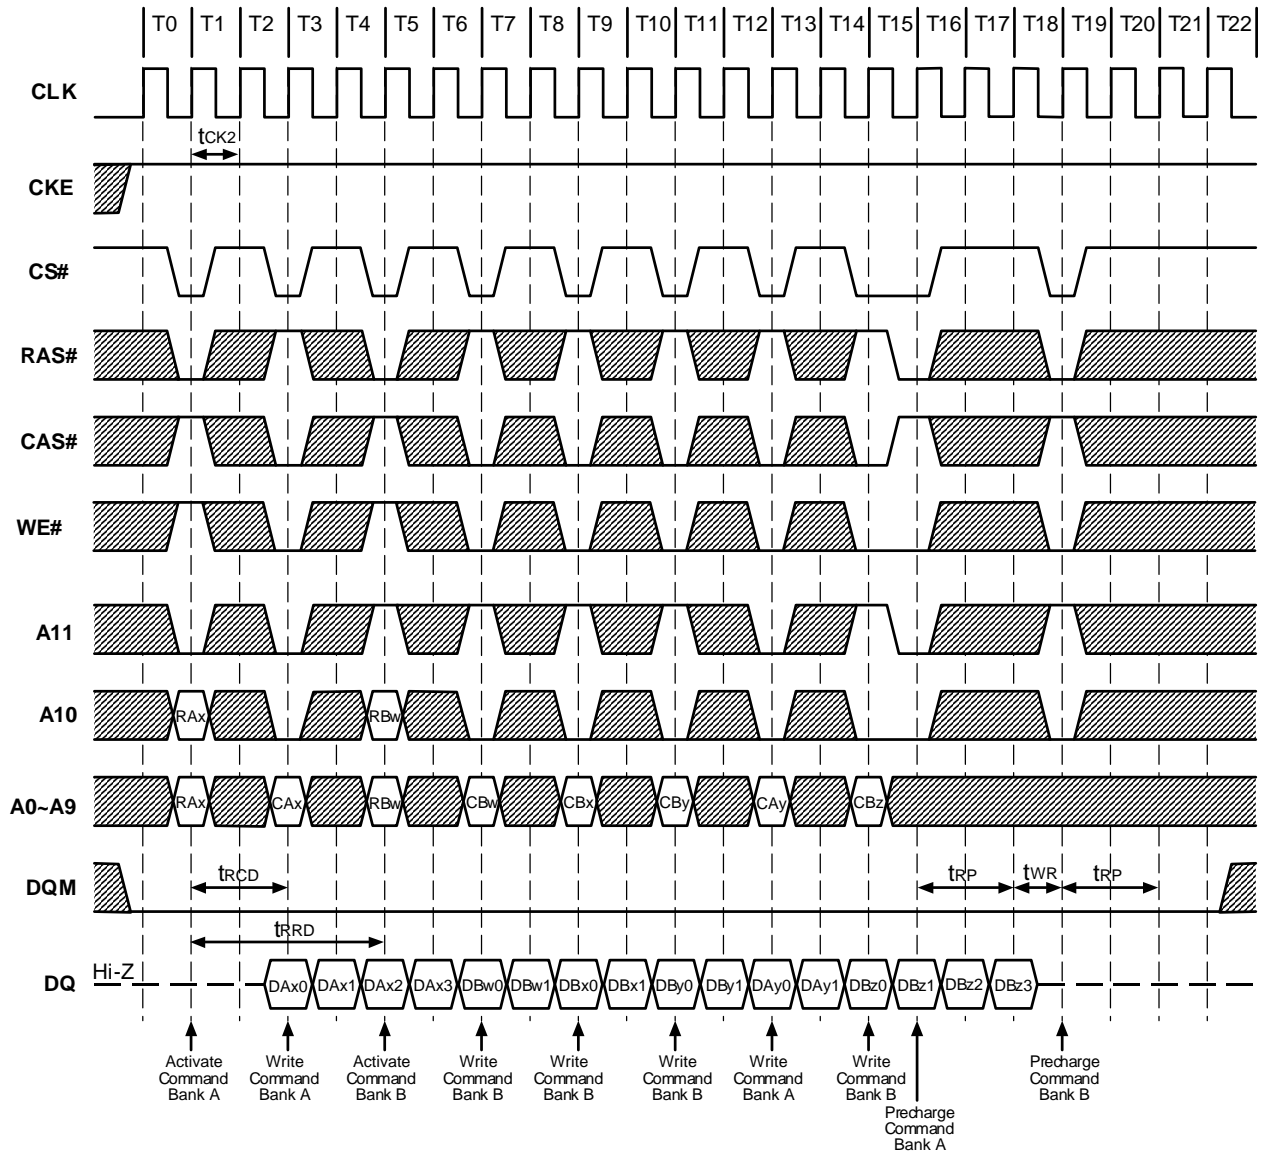 T0 T1 T2 T3 T4 T5 T6 T7 T8 T9 T10 T11 T12 T13 T14 T15 T16 T17 T18 T19 T20 T21 T22
CLK
tCK2
CKE
CS#
RAS#
CAS#
WE#
A11
A10 RAx RBw
A0~A9 RAx CAx RBw CBw CBx CBy CAy CBz
DQM tRCD tRP tWR tRP
tRRD
DQ Hi-Z DAx0 DAx1 DAx2 DAx3 DBw0 DBw1 DBx0 DBx1 DBy0 DBy1 DAy0 DAy1 DBz0 DBz1 DBz2 DBz3
Activate
Command
Bank A
Write
Command
Bank A
Activate
Command
Bank B
Write
Command
Bank B
Write
Command
Bank B
Write
Command
Bank B
Write
Command
Bank A
Write
Command
Bank B
Precharge
Command
Bank A
Precharge
Command
Bank B